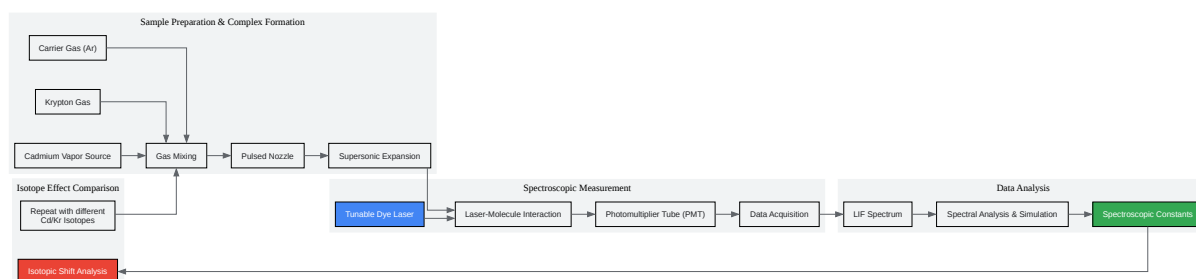 Sample Preparation & Complex Formation
Carrier Gas (Ar)
Krypton Gas
Cadmium Vapor Source
Gas Mixing
Pulsed Nozzle
Supersonic Expansion
Isotope Effect Comparison
Repeat with different
Cd/Kr Isotopes
Isotopic Shift Analysis
Spectroscopic Measurement
Tunable Dye Laser
Laser-Molecule Interaction
Photomultiplier Tube (PMT)
Data Acquisition
Data Analysis
LIF Spectrum
Spectral Analysis & Simulation
Spectroscopic Constants